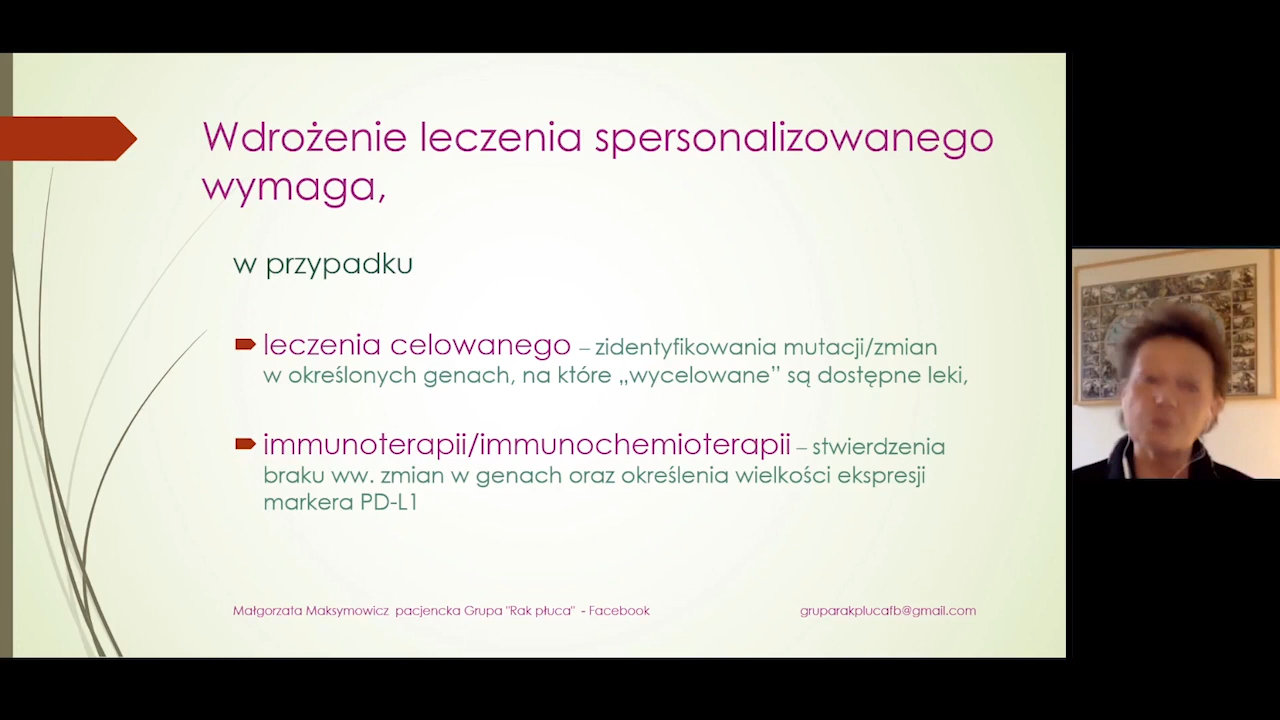 Wdrożenie leczenia spersonalizowanego
wymaga,
w przypadku
leczenia celowanego – zidentyfikowania mutacji/zmian
w określonych genach, na które „wycelowane” są dostępne leki,
immunoterapii/immunochemioterapii – stwierdzenia
braku ww. zmian w genach oraz określenia wielkości ekspresji
markera PD-L1
Małgorzata Maksymowicz pacjencka Grupa "Rak płuca" - Facebook
gruparakplucafb@gmail.com